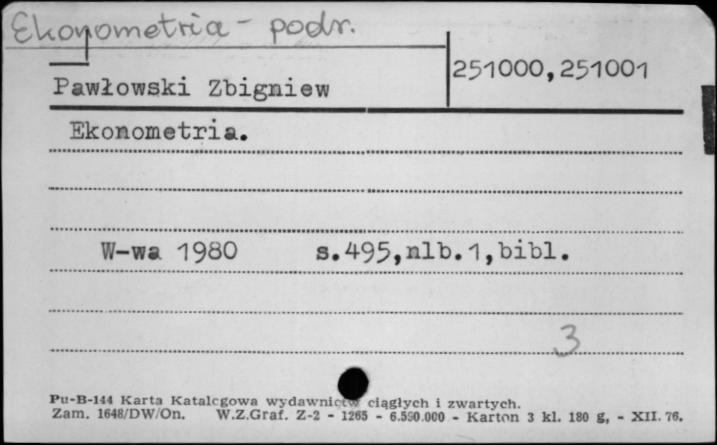 Ekonometria - podr.
251000,251001
Pawłowski Zbigniew
Ekonometria.
W-wa 1980 s.495,nlb.1,bibl.
3
Pu-B-144 Karta Katalogowa wydawnictw ciągłych i zwartych.
Zam. 1648/DW/On. W.Z.Graf. Z-2 - 1265 - 6.550.000 - Karton 3 kl. 180 g, - XII. 76.